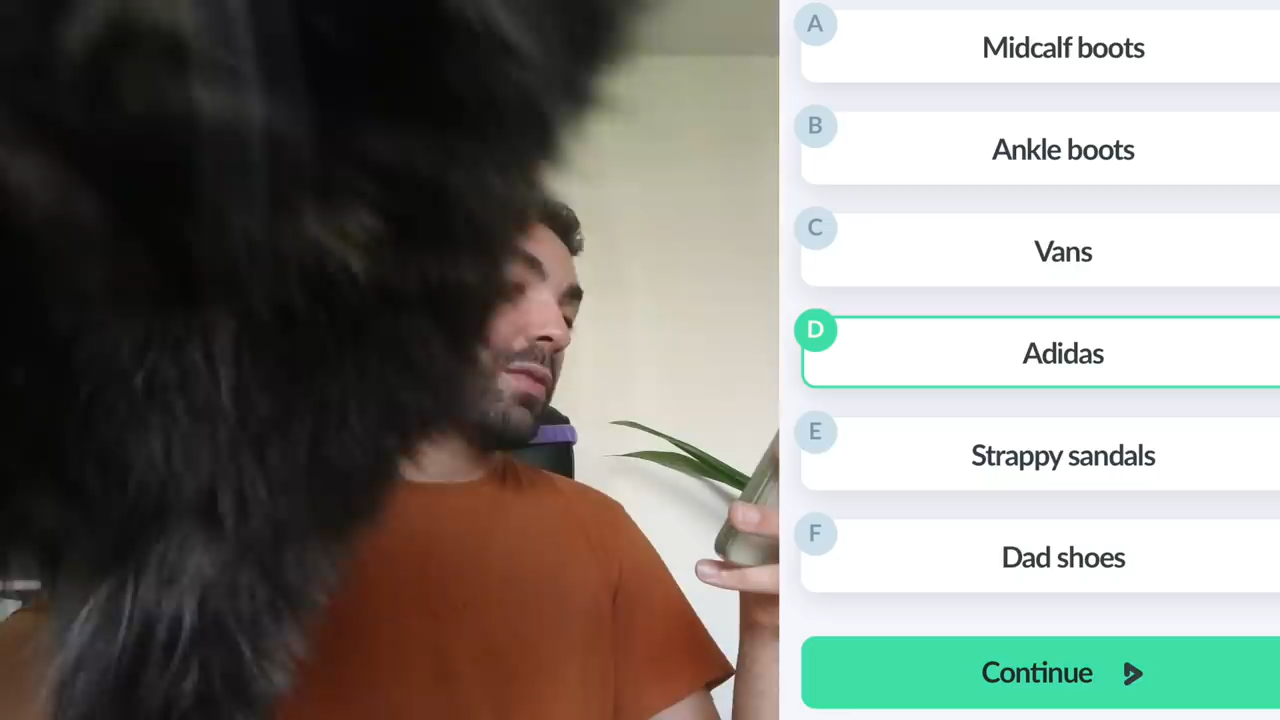 A
Midcalf boots
B
Ankle boots
C
Vans
D
Adidas
E
Strappy sandals
F
Dad shoes
Continue